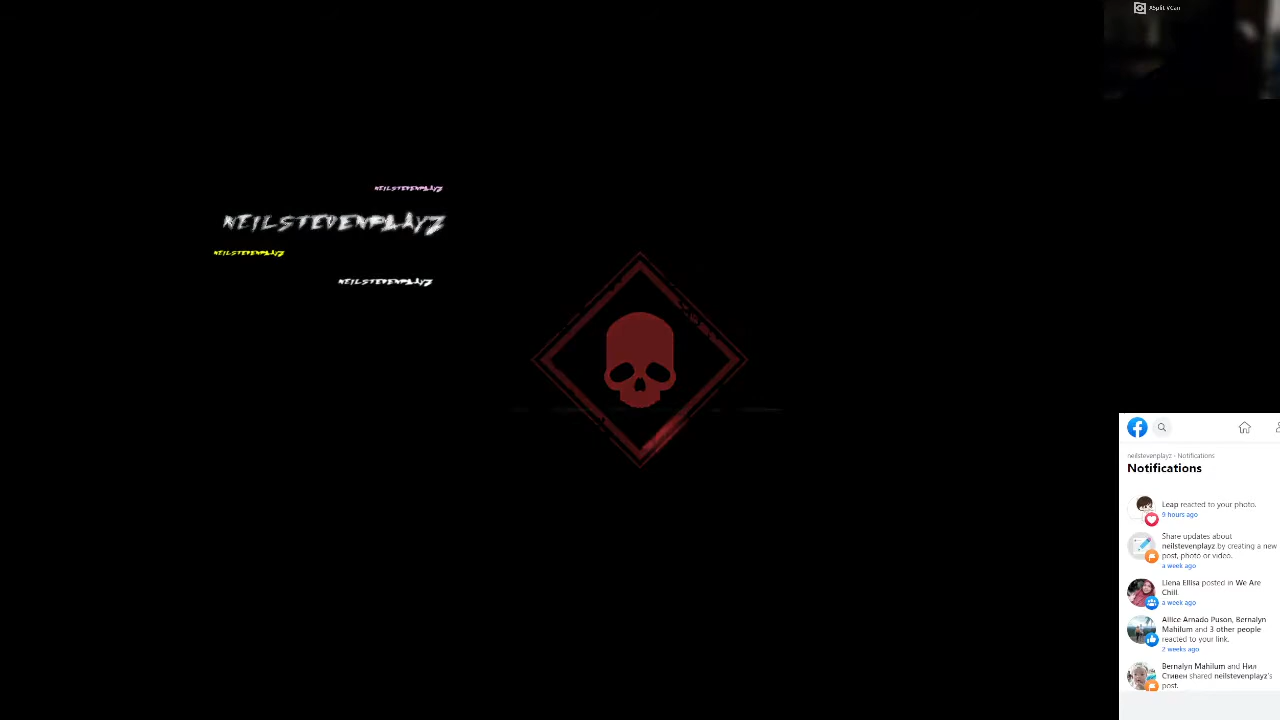 XSplit VCam
NEILSTEVENPLAYZ
NEILSTEVENPLAYZ
NEILSTEVENPLAYZ
NEILSTEVENPLAYZ
neilstevenplayz › Notifications
Notifications
Leap reacted to your photo.
9 hours ago
Share updates about
neilstevenplayz by creating a new
post, photo or video.
a week ago
Liena Ellisa posted in We Are
Chill.
a week ago
Allice Arnado Puson, Bernalyn
Mahilum and 3 other people
reacted to your link.
2 weeks ago
Bernalyn Mahilum and Нил
Стивен shared neilstevenplayz's
post.